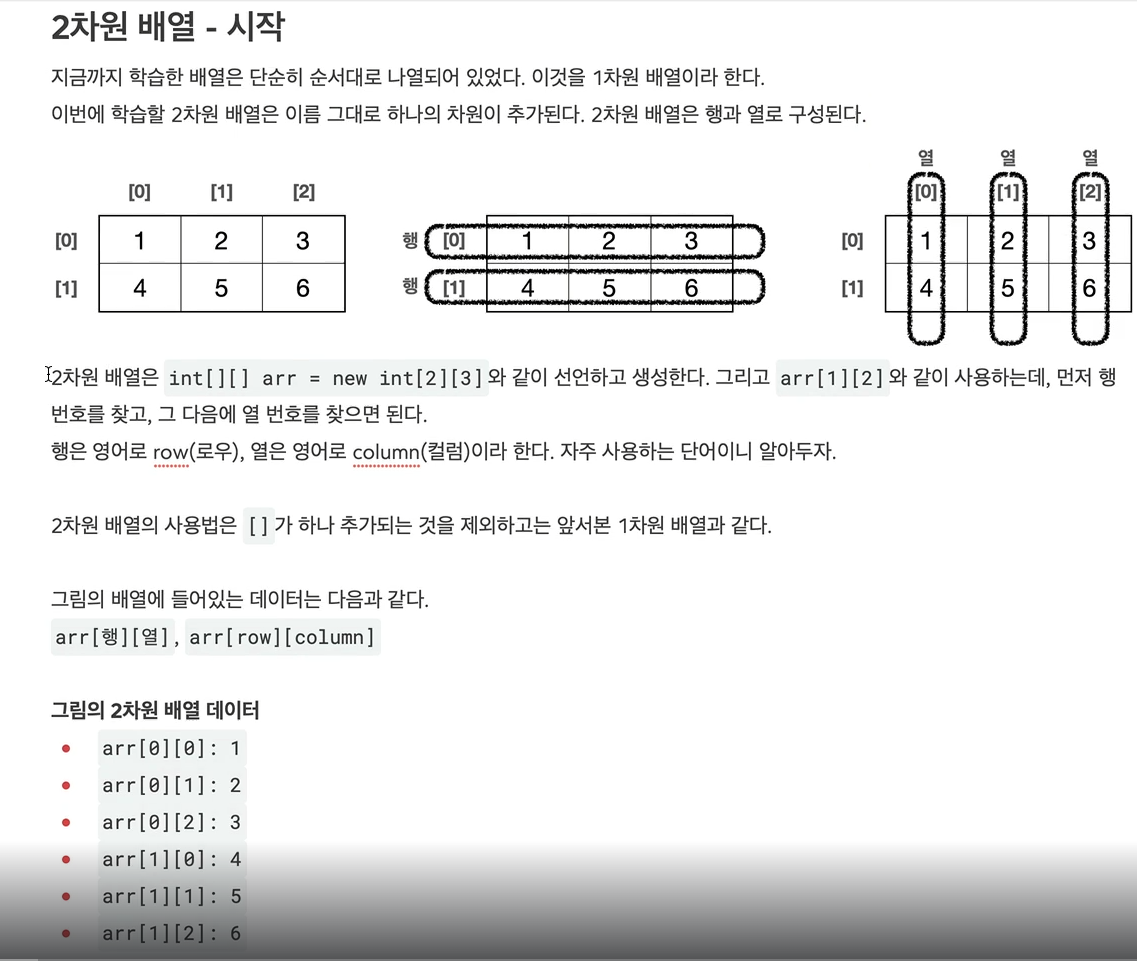 2차원 배열 - 시작
지금까지 학습한 배열은 단순히 순서대로 나열되어 있었다. 이것을 1차원 배열이라 한다.
이번에 학습할 2차원 배열은 이름 그대로 하나의 차원이 추가된다. 2차원 배열은 행과 열로 구성된다.
[0] [1] [2]
[0] 1 2 3
[1] 4 5 6
행 [0] 1 2 3
행 [1] 4 5 6
열 열 열
[0] [1] [2]
[0] 1 2 3
[1] 4 5 6
2차원 배열은 int[][] arr = new int[2][3]와 같이 선언하고 생성한다. 그리고 arr[1][2]와 같이 사용하는데, 먼저 행
번호를 찾고, 그 다음에 열 번호를 찾으면 된다.
행은 영어로 row(로우), 열은 영어로 column(컬럼)이라 한다. 자주 사용하는 단어이니 알아두자.
2차원 배열의 사용법은 []가 하나 추가되는 것을 제외하고는 앞서본 1차원 배열과 같다.
그림의 배열에 들어있는 데이터는 다음과 같다.
arr[행][열], arr[row][column]
그림의 2차원 배열 데이터
arr[0][0]: 1
arr[0][1]: 2
arr[0][2]: 3
arr[1][0]: 4
arr[1][1]: 5
arr[1][2]: 6